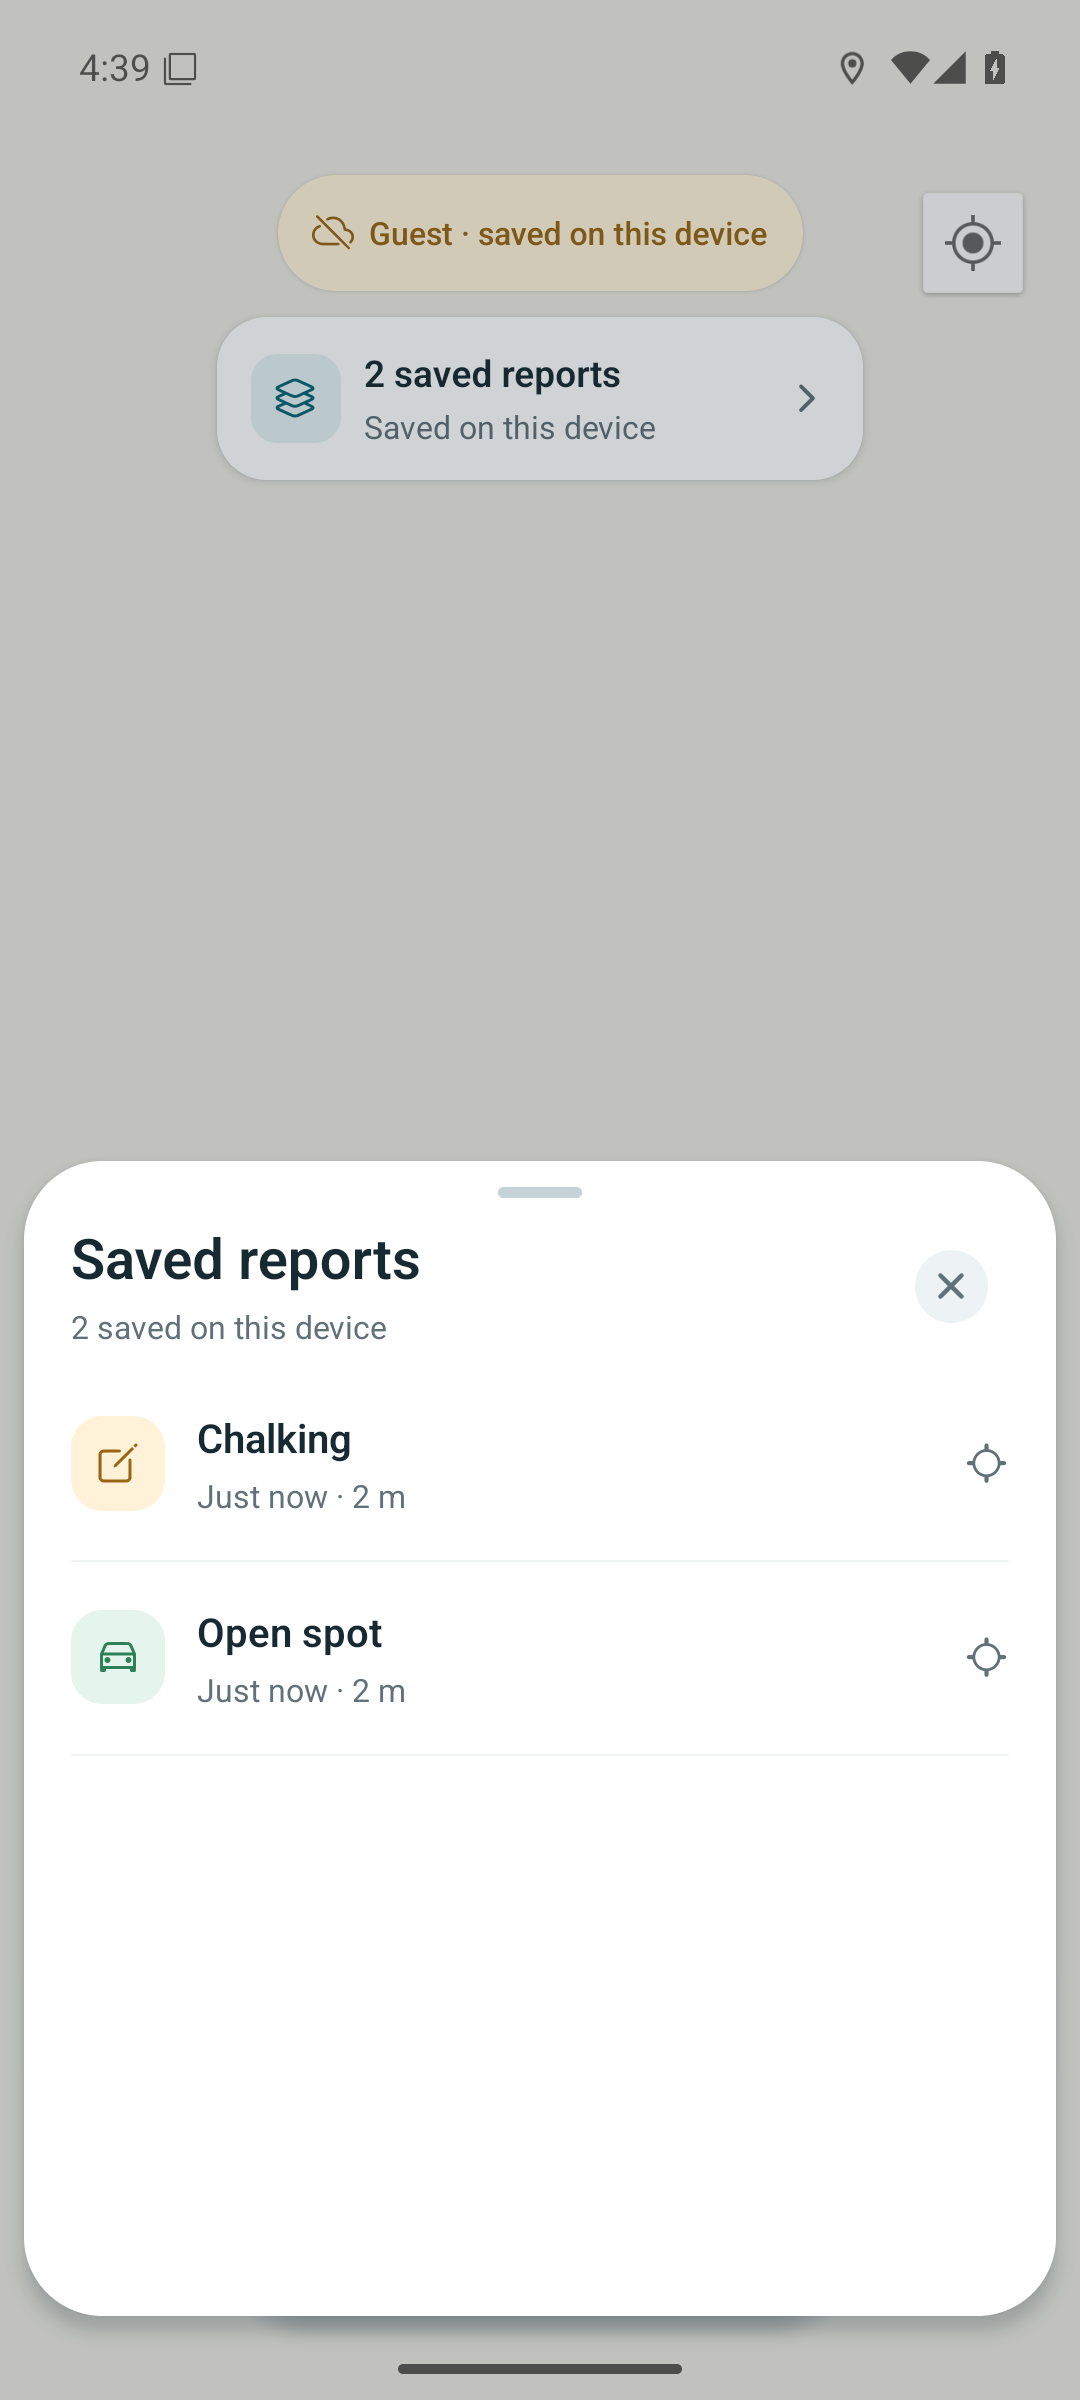 4:39
Guest · saved on this device
2 saved reports
Saved on this device
Saved reports
2 saved on this device
Chalking
Just now · 2 m
Open spot
Just now · 2 m